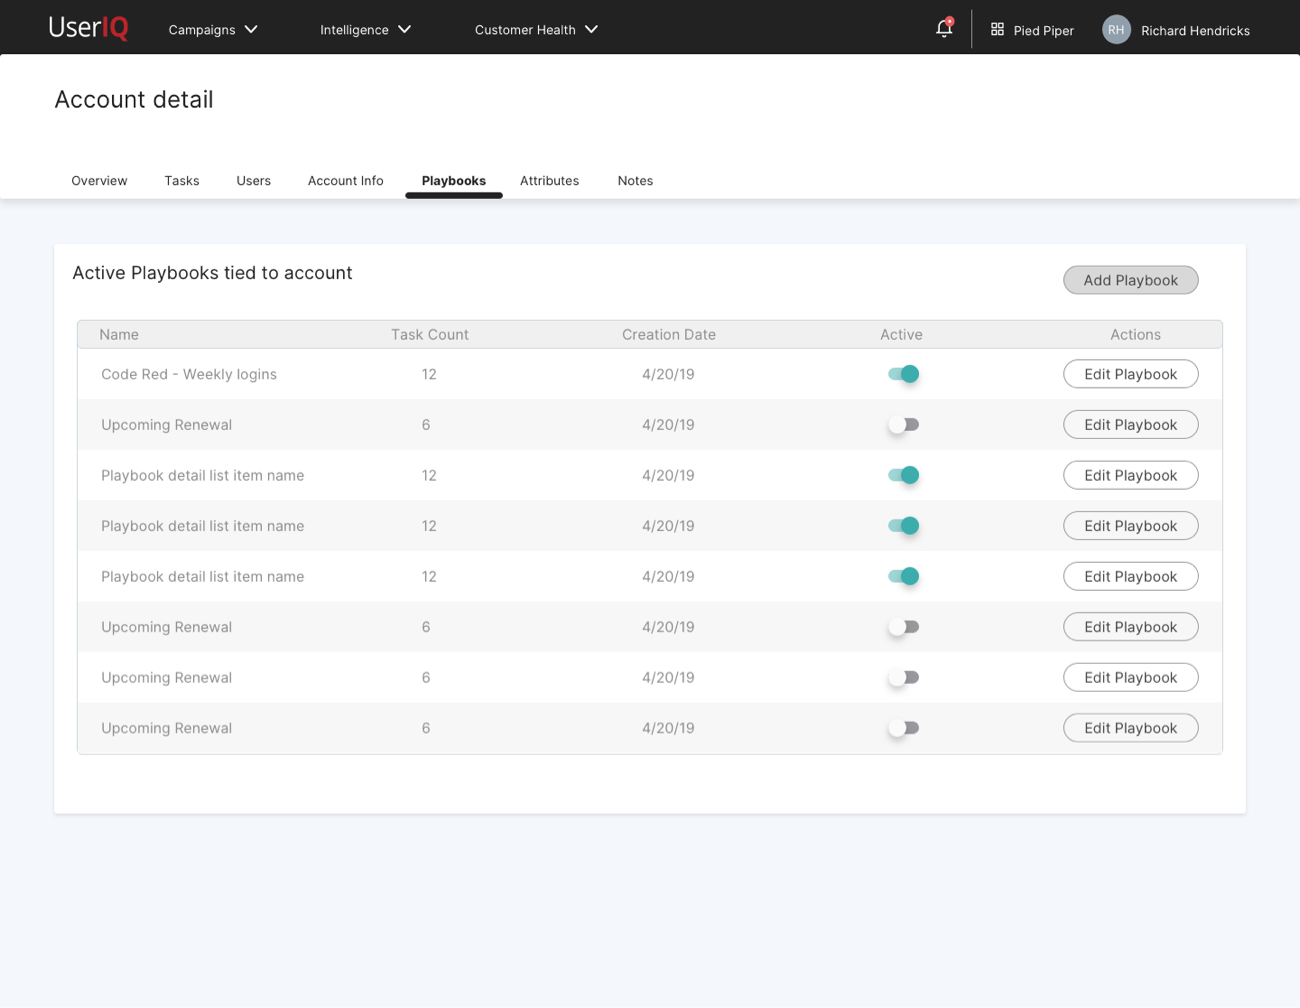 UserIQ Campaigns Intelligence Customer Health Pied Piper RH Richard Hendricks
Account detail
Overview Tasks Users Account Info Playbooks Attributes Notes
Active Playbooks tied to account Add Playbook
Name Task Count Creation Date Active Actions
Code Red - Weekly logins 12 4/20/19 Edit Playbook
Upcoming Renewal 6 4/20/19 Edit Playbook
Playbook detail list item name 12 4/20/19 Edit Playbook
Playbook detail list item name 12 4/20/19 Edit Playbook
Playbook detail list item name 12 4/20/19 Edit Playbook
Upcoming Renewal 6 4/20/19 Edit Playbook
Upcoming Renewal 6 4/20/19 Edit Playbook
Upcoming Renewal 6 4/20/19 Edit Playbook